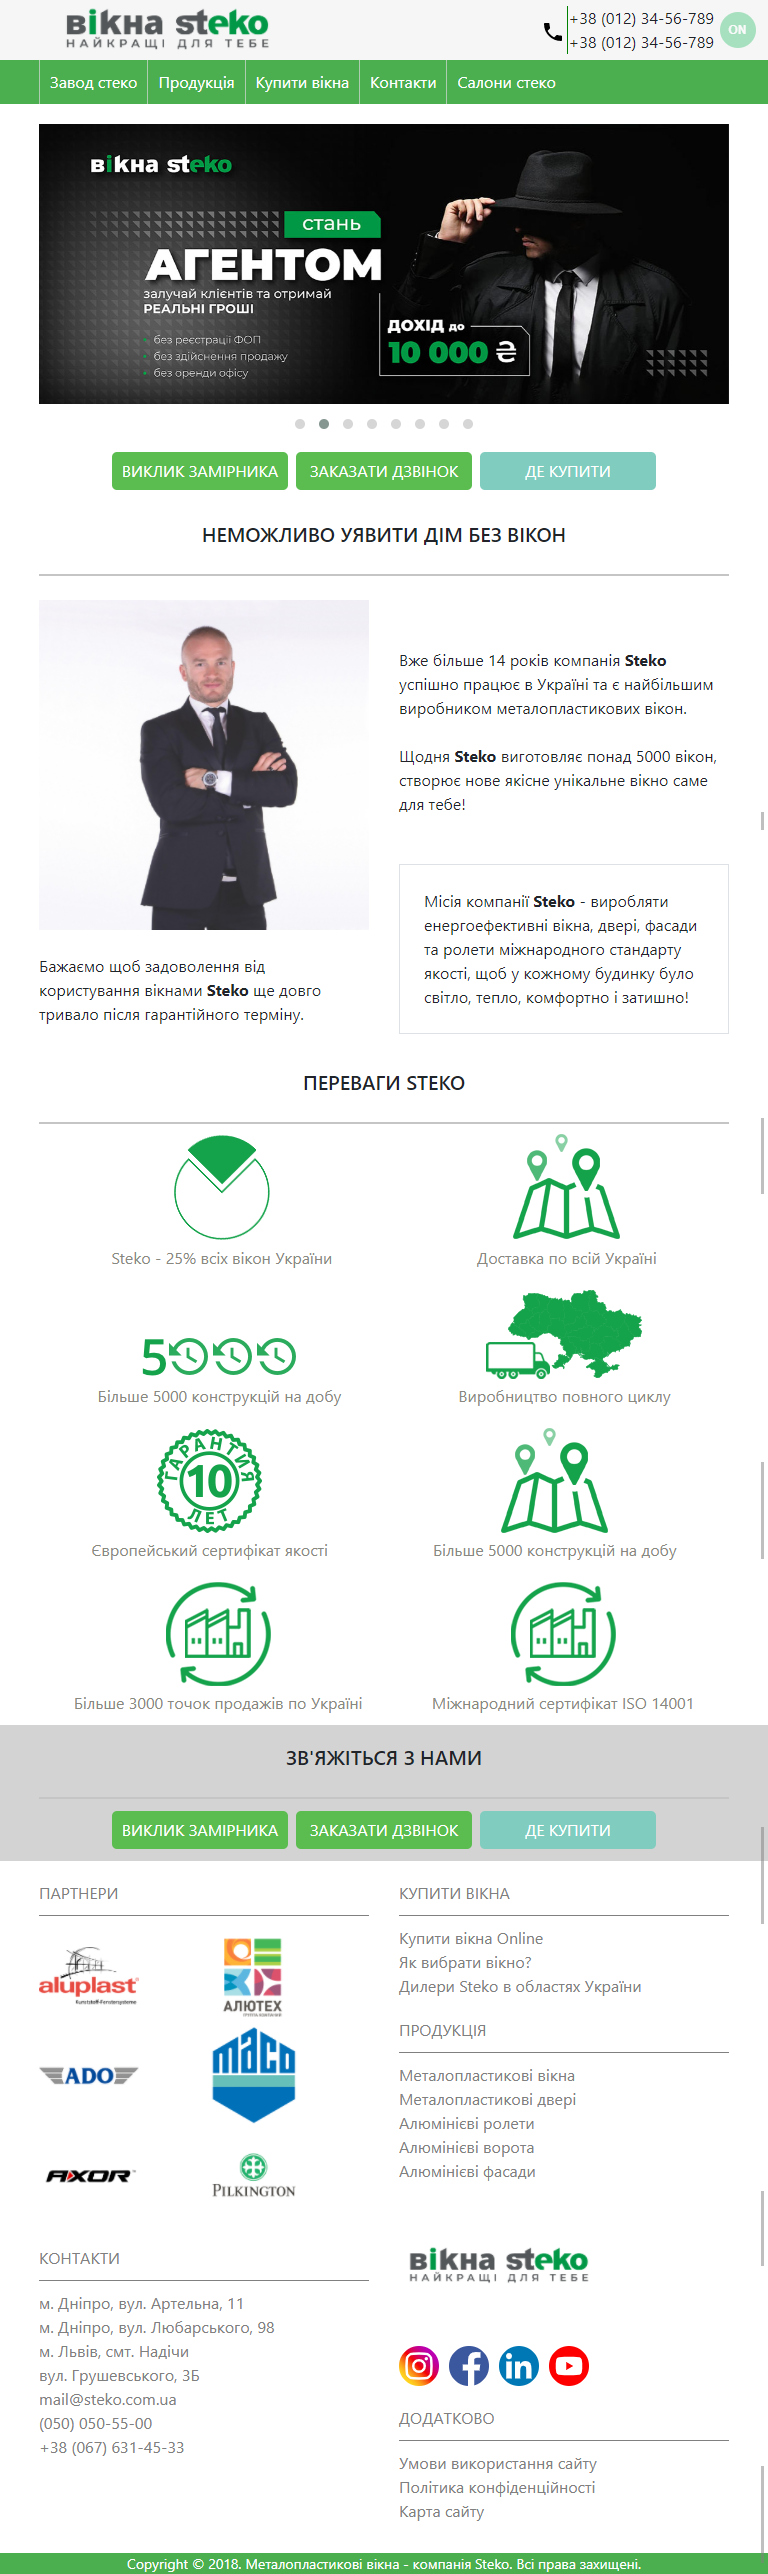 вікна steko
НАЙКРАЩІ ДЛЯ ТЕБЕ
+38 (012) 34-56-789
+38 (012) 34-56-789
ON
Завод стеко
Продукція
Купити вікна
Контакти
Салони стеко
вікна steko
стань
АГЕНТОМ
залучай клієнтів та отримай
РЕАЛЬНІ ГРОШІ
без реєстрації ФОП
без здійснення продажу
без оренди офісу
ДОХІД до
10 000 ₴
ВИКЛИК ЗАМІРНИКА
ЗАКАЗАТИ ДЗВІНОК
ДЕ КУПИТИ
НЕМОЖЛИВО УЯВИТИ ДІМ БЕЗ ВІКОН
Вже більше 14 років компанія Steko
успішно працює в Україні та є найбільшим
виробником металопластикових вікон.
Щодня Steko виготовляє понад 5000 вікон,
створює нове якісне унікальне вікно саме
для тебе!
Місія компанії Steko - виробляти
енергоефективні вікна, двері, фасади
та ролети міжнародного стандарту
якості, щоб у кожному будинку було
світло, тепло, комфортно і затишно!
Бажаємо щоб задоволення від
користування вікнами Steko ще довго
тривало після гарантійного терміну.
ПЕРЕВАГИ STEKO
Steko - 25% всіх вікон України
Доставка по всій Україні
5
Більше 5000 конструкцій на добу
Виробництво повного циклу
ГАРАНТИЯ
10
ЛЕТ
Європейський сертифікат якості
Більше 5000 конструкцій на добу
Більше 3000 точок продажів по Україні
Міжнародний сертифікат ISO 14001
ЗВ'ЯЖІТЬСЯ З НАМИ
ВИКЛИК ЗАМІРНИКА
ЗАКАЗАТИ ДЗВІНОК
ДЕ КУПИТИ
ПАРТНЕРИ
aluplast
Kunststoff-Fenstersysteme
АЛЮТЕХ
ГРУППА КОМПАНИЙ
ADO
maco
AXOR
PILKINGTON
КУПИТИ ВІКНА
Купити вікна Online
Як вибрати вікно?
Дилери Steko в областях України
ПРОДУКЦІЯ
Металопластикові вікна
Металопластикові двері
Алюмінієві ролети
Алюмінієві ворота
Алюмінієві фасади
КОНТАКТИ
м. Дніпро, вул. Артельна, 11
м. Дніпро, вул. Любарського, 98
м. Львів, смт. Надічи
вул. Грушевського, 3Б
mail@steko.com.ua
(050) 050-55-00
+38 (067) 631-45-33
вікна steko
НАЙКРАЩІ ДЛЯ ТЕБЕ
in
ДОДАТКОВО
Умови використання сайту
Політика конфіденційності
Карта сайту
Copyright © 2018. Металопластикові вікна - компанія Steko. Всі права захищені.